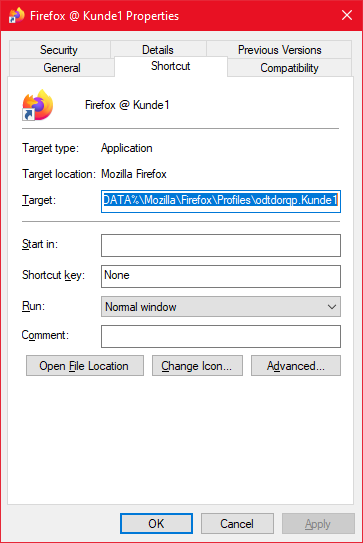 Firefox @ Kunde1 Properties
Security Details Previous Versions
General Shortcut Compatibility
Firefox @ Kunde1
Target type: Application
Target location: Mozilla Firefox
Target: DATA%\Mozilla\Firefox\Profiles\odtdorqp.Kunde1
Start in:
Shortcut key: None
Run: Normal window
Comment:
Open File Location Change Icon... Advanced...
OK Cancel Apply